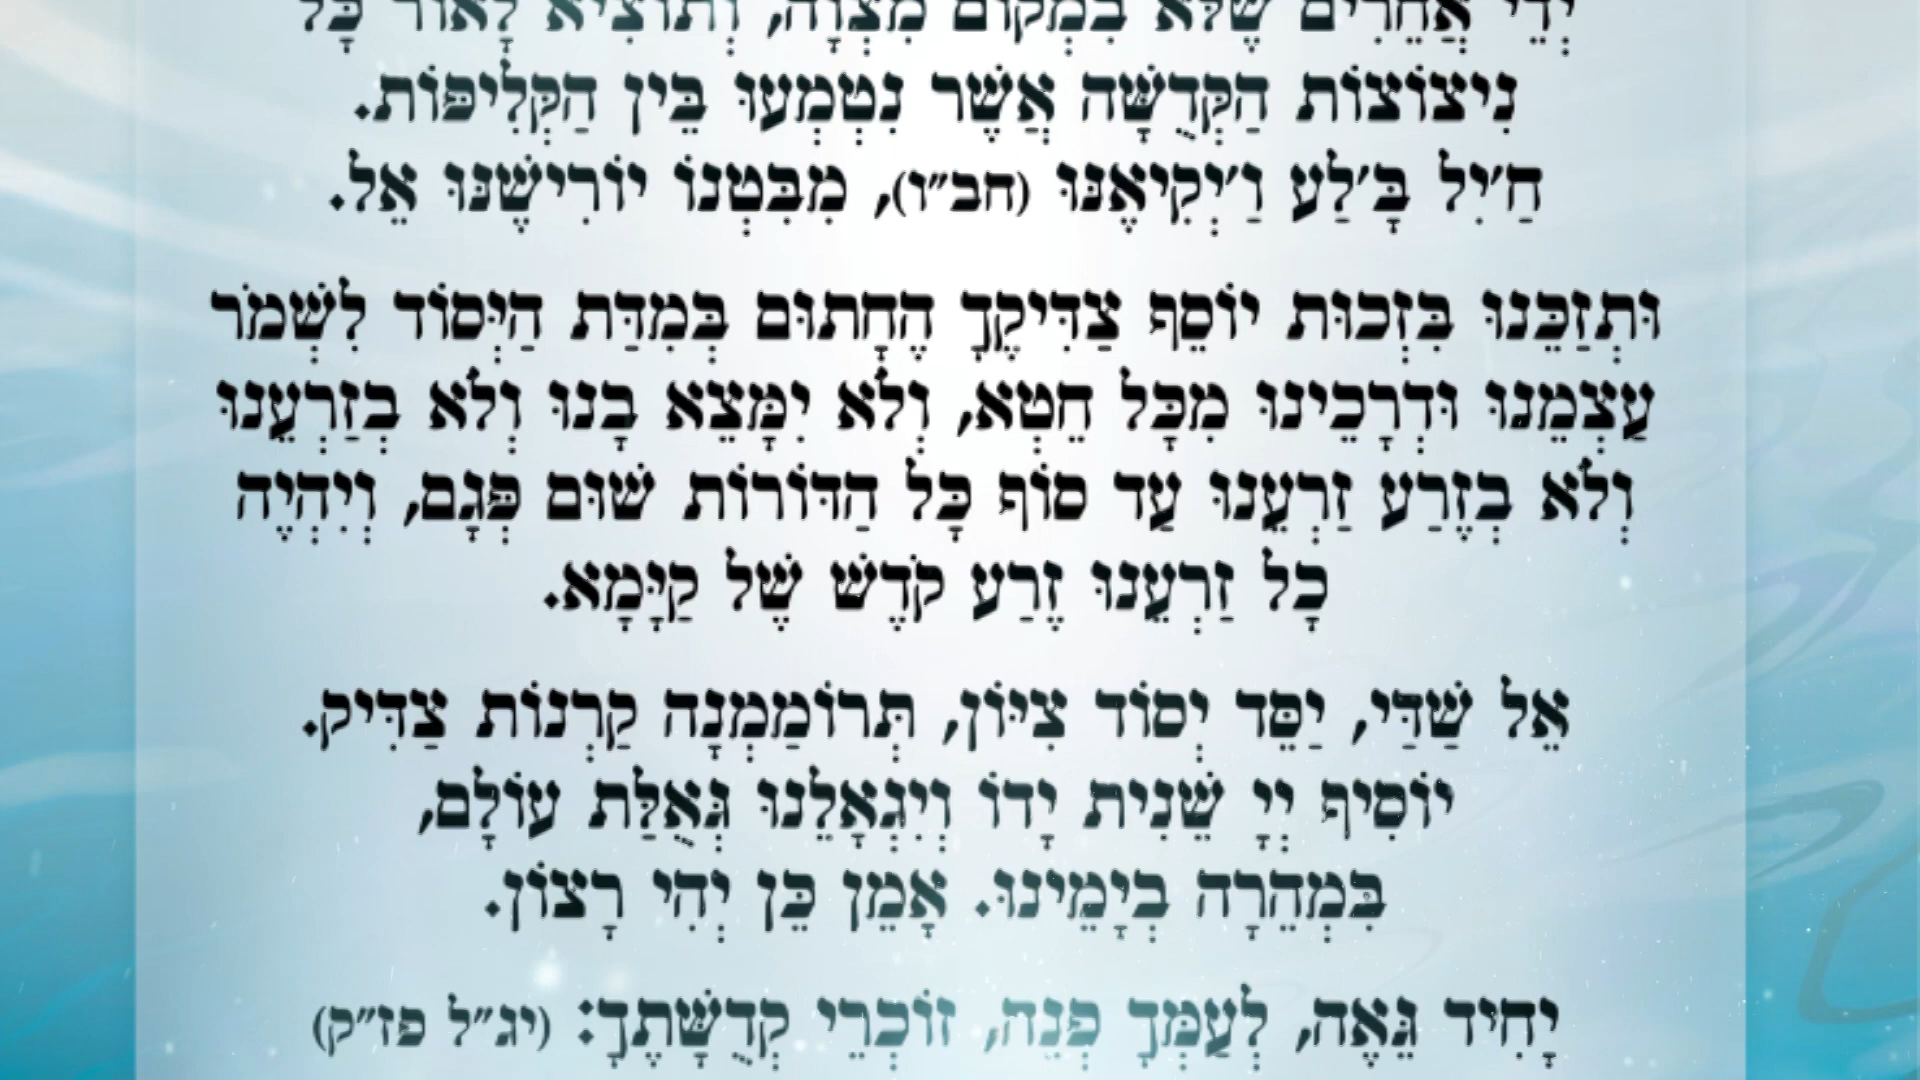 יְדֵי אֲחֵרִים שֶׁלֹּא בִמְקוֹם מִצְוָה, וְתוֹצִיא לָאוֹר כָּל
נִיצוֹצוֹת הַקְּדֻשָּׁה אֲשֶׁר נִטְמְעוּ בֵּין הַקְּלִיפּוֹת.
חַ׳יִל בָּ׳לַע וַ׳יְקִיאֶנּוּ (חב״ו), מִבִּטְנוֹ יוֹרִישֶׁנּוּ אֵל.
וּתְזַכֵּנוּ בִּזְכוּת יוֹסֵף צַדִּיקֶךָ הֶחָתוּם בְּמִדַּת הַיְּסוֹד לִשְׁמֹר
עַצְמֵנוּ וּדְרָכֵינוּ מִכָּל חֵטְא, וְלֹא יִמָּצֵא בָנוּ וְלֹא בְזַרְעֵנוּ
וְלֹא בְזֶרַע זַרְעֵנוּ עַד סוֹף כָּל הַדּוֹרוֹת שׁוּם פְּגָם, וְיִהְיֶה
כָל זַרְעֵנוּ זֶרַע קֹדֶשׁ שֶׁל קַיָּמָא.
אֵל שַׁדַּי, יַסֵּד יְסוֹד צִיּוֹן, תְּרוֹמַמְנָה קַרְנוֹת צַדִּיק.
יוֹסִיף יְיָ שֵׁנִית יָדוֹ וְיִגְאָלֵנוּ גְּאֻלַּת עוֹלָם,
בִּמְהֵרָה בְיָמֵינוּ. אָמֵן כֵּן יְהִי רָצוֹן.
יָחִיד גֵּאֶה, לְעַמְּךָ פְּנֵה, זוֹכְרֵי קְדֻשָּׁתֶךָ: (יג״ל פז״ק)